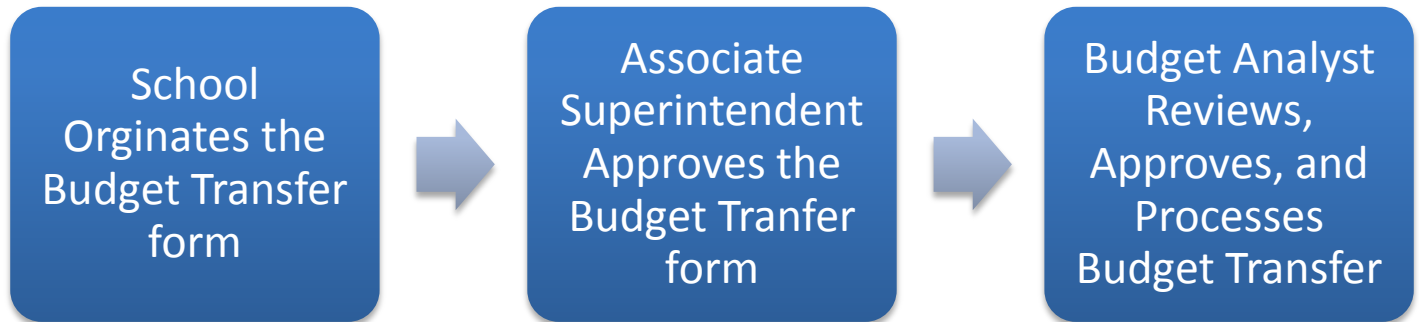 School
Orginates the
Budget Transfer
form
Associate
Superintendent
Approves the
Budget Tranfer
form
Budget Analyst
Reviews,
Approves, and
Processes
Budget Transfer